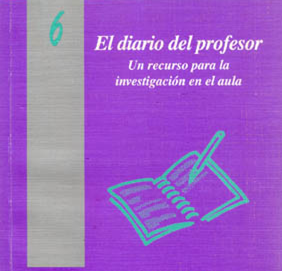 6
El diario del profesor
Un recurso para la
investigación en el aula